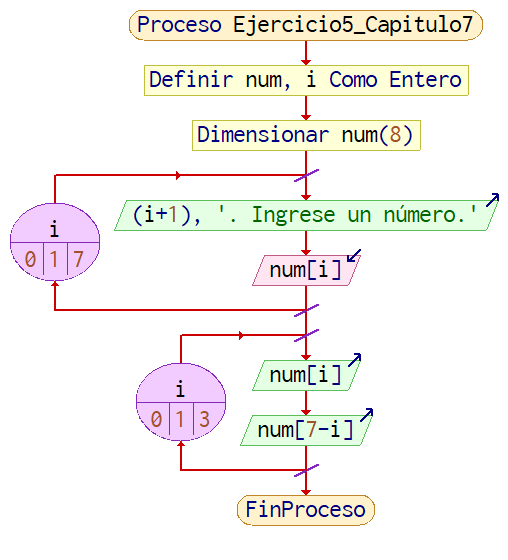 Proceso Ejercicio5_Capitulo7
Definir num, i Como Entero
Dimensionar num(8)
(i+1), '. Ingrese un número.'
i
0 1 7
num[i]
i
0 1 3
num[i]
num[7-i]
FinProceso